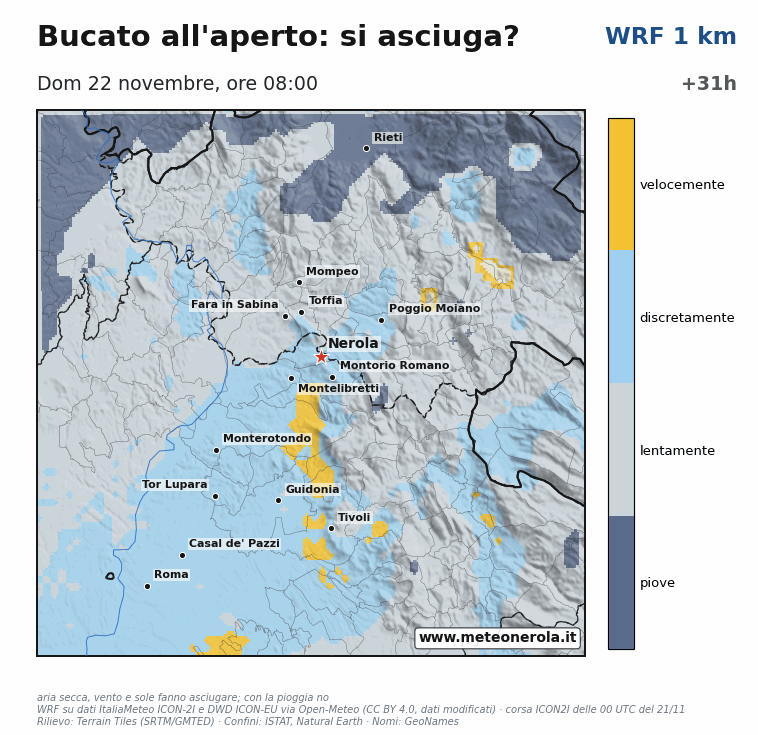 Bucato all'aperto: si asciuga?
WRF 1 km
Dom 22 novembre, ore 08:00
+31h
Rieti
Mompeo
Fara in Sabina
Toffia
Poggio Moiano
Nerola
Montorio Romano
Montelibretti
Monterotondo
Tor Lupara
Guidonia
Tivoli
Casal de' Pazzi
Roma
www.meteonerola.it
velocemente
discretamente
lentamente
piove
aria secca, vento e sole fanno asciugare; con la pioggia no
WRF su dati ItaliaMeteo ICON-2I e DWD ICON-EU via Open-Meteo (CC BY 4.0, dati modificati) · corsa ICON2I delle 00 UTC del 21/11
Rilievo: Terrain Tiles (SRTM/GMTED) · Confini: ISTAT, Natural Earth · Nomi: GeoNames